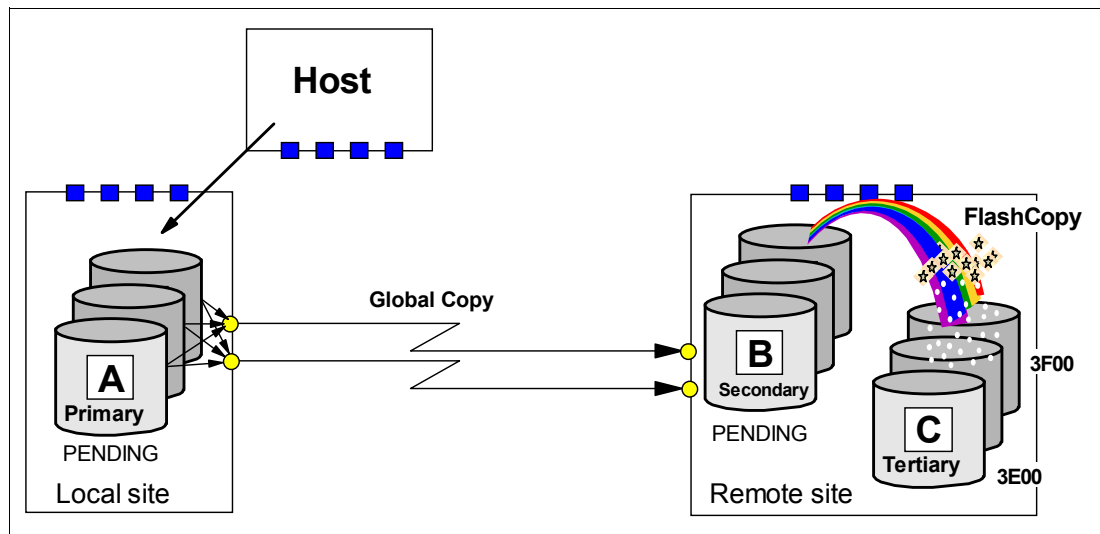 Host
FlashCopy
Global Copy
A
Primary
PENDING
Local site
B
Secondary
PENDING
3F00
C
Tertiary
3E00
Remote site